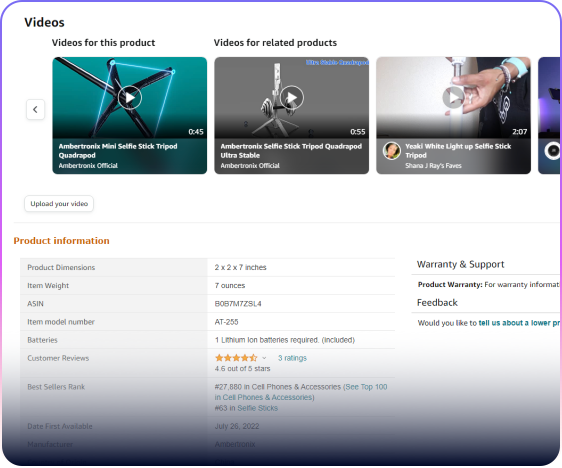 Videos
Videos for this product
Videos for related products
0:45
Ambertronix Mini Selfie Stick Tripod
Quadrapox
Ambertronix Official
Ultra Stable Quadrapod
0:55
Ambertronix Selfie Stick Tripod Quadrapox
Ultra Stable
Ambertronix Official
2:07
Yeaki White Light up Selfie Stick
Tripod
Shana J Ray's Faves
Upload your video
Product information
Product Dimensions 2 x 2 x 7 inches
Item Weight 7 ounces
ASIN B0B7M7ZSL4
Item model number AT-255
Batteries 1 Lithium Ion batteries required. (included)
Customer Reviews 3 ratings
4.6 out of 5 stars
Best Sellers Rank #27,880 in Cell Phones & Accessories (See Top 100
in Cell Phones & Accessories)
#63 in Selfie Sticks
Date First Available July 26, 2022
Manufacturer
Warranty & Support
Product Warranty: For warranty informat
Feedback
Would you like to tell us about a lower pr